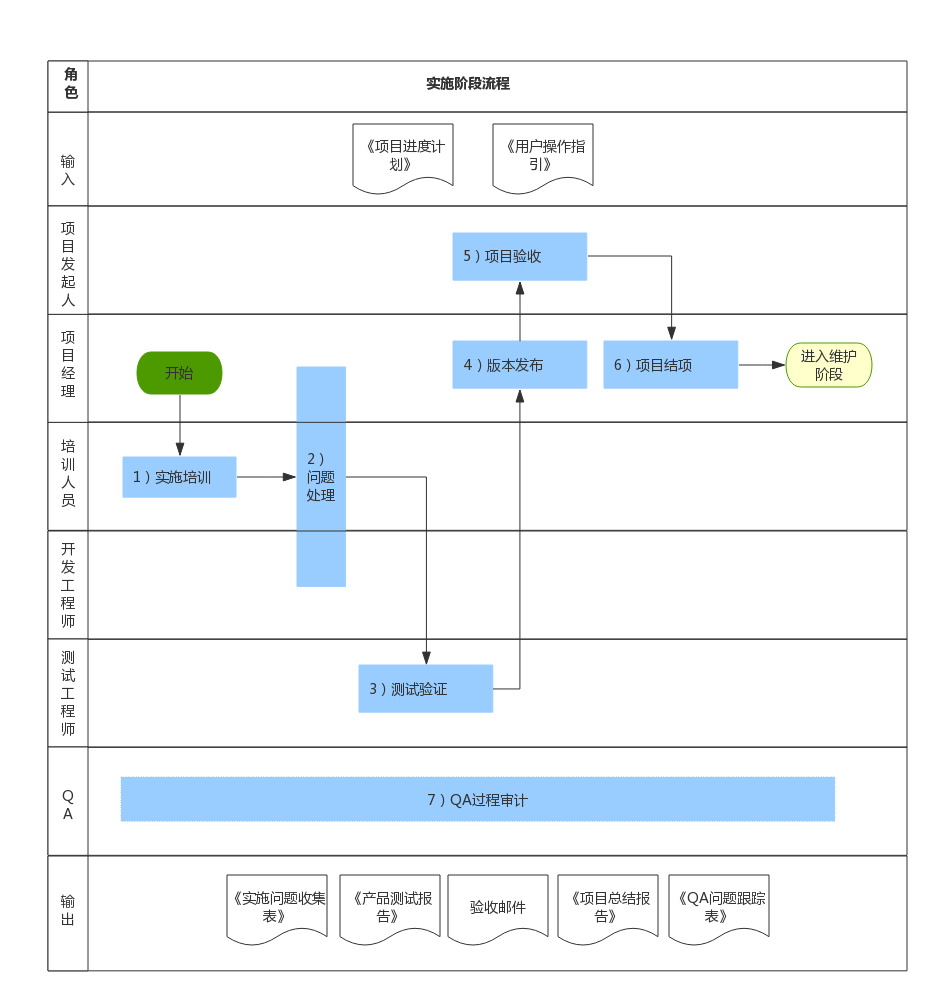 角
色
实施阶段流程
输
入
《项目进度计
划》
《用户操作指
引》
项
目
发
起
人
5）项目验收
项
目
经
理
开始
4）版本发布
6）项目结项
进入维护
阶段
培
训
人
员
1）实施培训
2）
问题
处理
开
发
工
程
师
测
试
工
程
师
3）测试验证
Q
A
7）QA过程审计
输
出
《实施问题收集
表》
《产品测试报
告》
验收邮件
《项目总结报
告》
《QA问题跟踪
表》